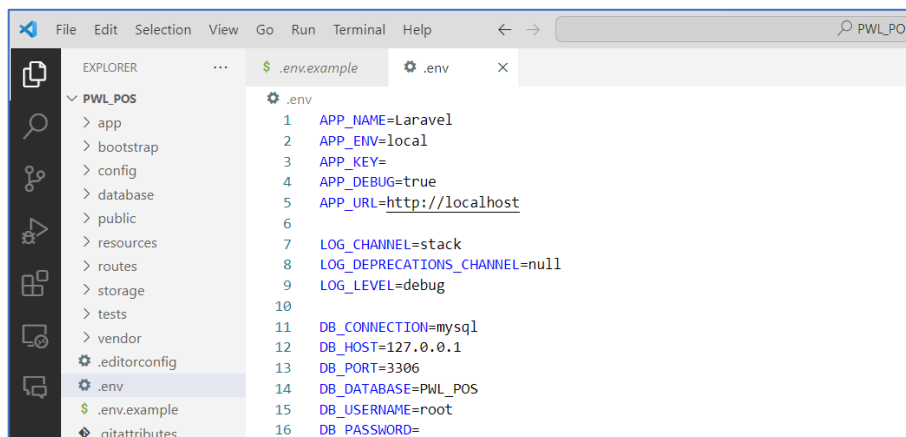 File Edit Selection View Go Run Terminal Help PWL_PO
EXPLORER ...
PWL_POS
app
bootstrap
config
database
public
resources
routes
storage
tests
vendor
.editorconfig
.env
$ .env.example
.gitattributes
$ .env.example .env
.env
1 APP_NAME=Laravel
2 APP_ENV=local
3 APP_KEY=
4 APP_DEBUG=true
5 APP_URL=http://localhost
6
7 LOG_CHANNEL=stack
8 LOG_DEPRECATIONS_CHANNEL=null
9 LOG_LEVEL=debug
10
11 DB_CONNECTION=mysql
12 DB_HOST=127.0.0.1
13 DB_PORT=3306
14 DB_DATABASE=PWL_POS
15 DB_USERNAME=root
16 DB_PASSWORD=